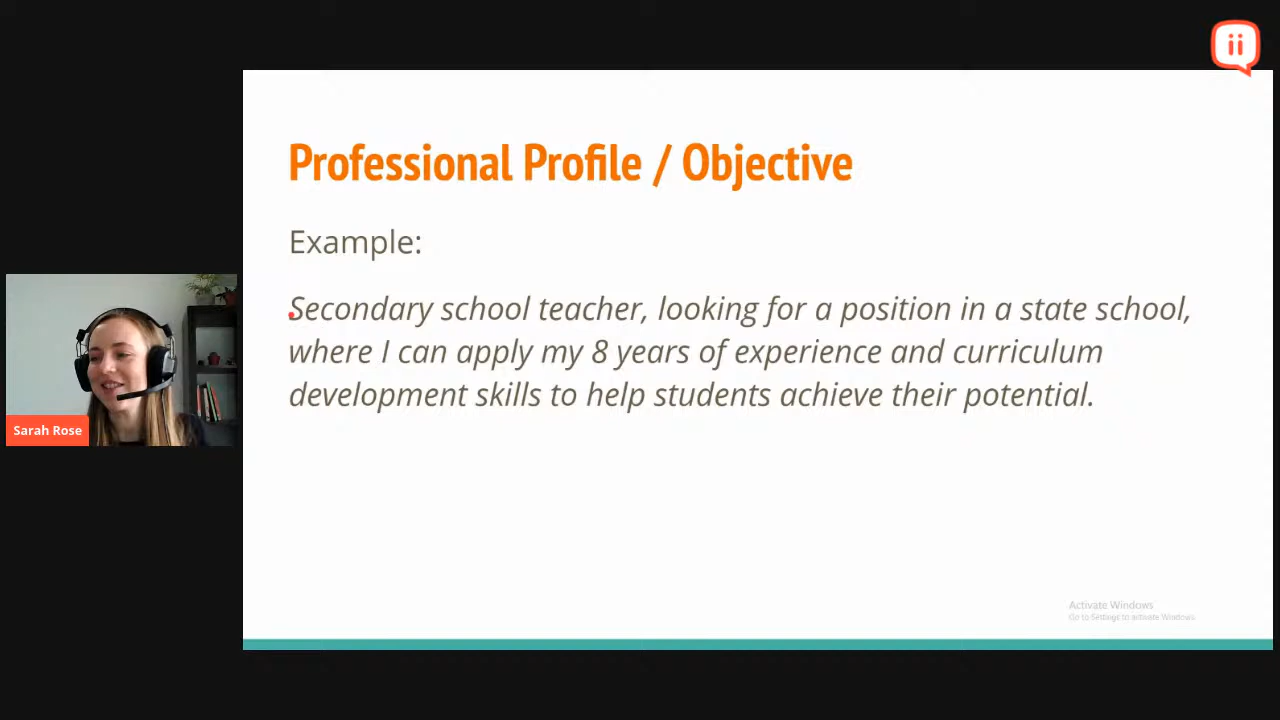 Professional Profile / Objective
Example:
Secondary school teacher, looking for a position in a state school,
where I can apply my 8 years of experience and curriculum
development skills to help students achieve their potential.
Sarah Rose
Activate Windows
Go to Settings to activate Windows.